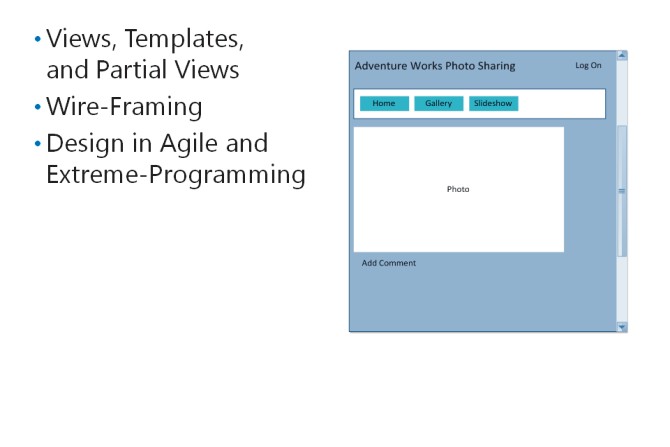 • Views, Templates,
and Partial Views
• Wire-Framing
• Design in Agile and
Extreme-Programming
Adventure Works Photo Sharing
Log On
Home Gallery Slideshow
Photo
Add Comment